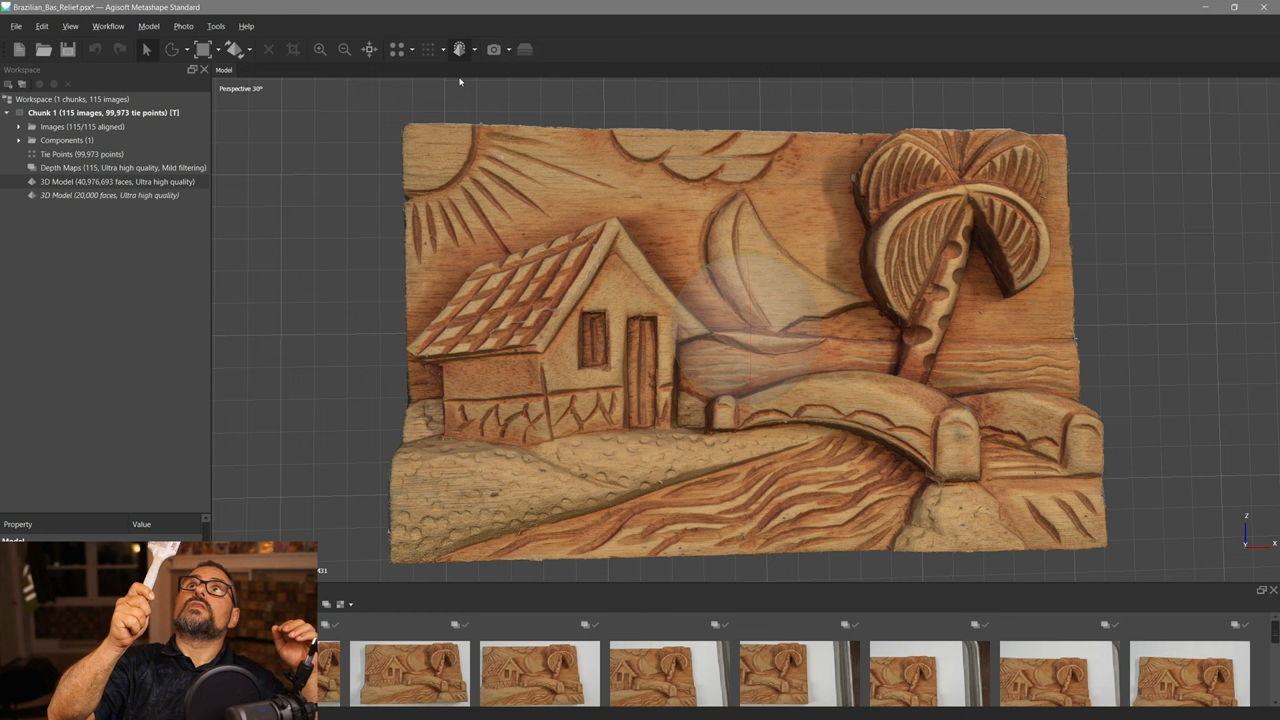 Brazilian_Bas_Relief.psx* — Agisoft Metashape Standard
File Edit View Workflow Model Photo Tools Help
Workspace
Model
Perspective 30°
Workspace (1 chunks, 115 images)
Chunk 1 (115 images, 99,973 tie points) [T]
Images (115/115 aligned)
Components (1)
Tie Points (99,973 points)
Depth Maps (115, Ultra high quality, Mild filtering)
3D Model (40,976,693 faces, Ultra high quality)
3D Model (20,000 faces, Ultra high quality)
Z
Y X
Property Value